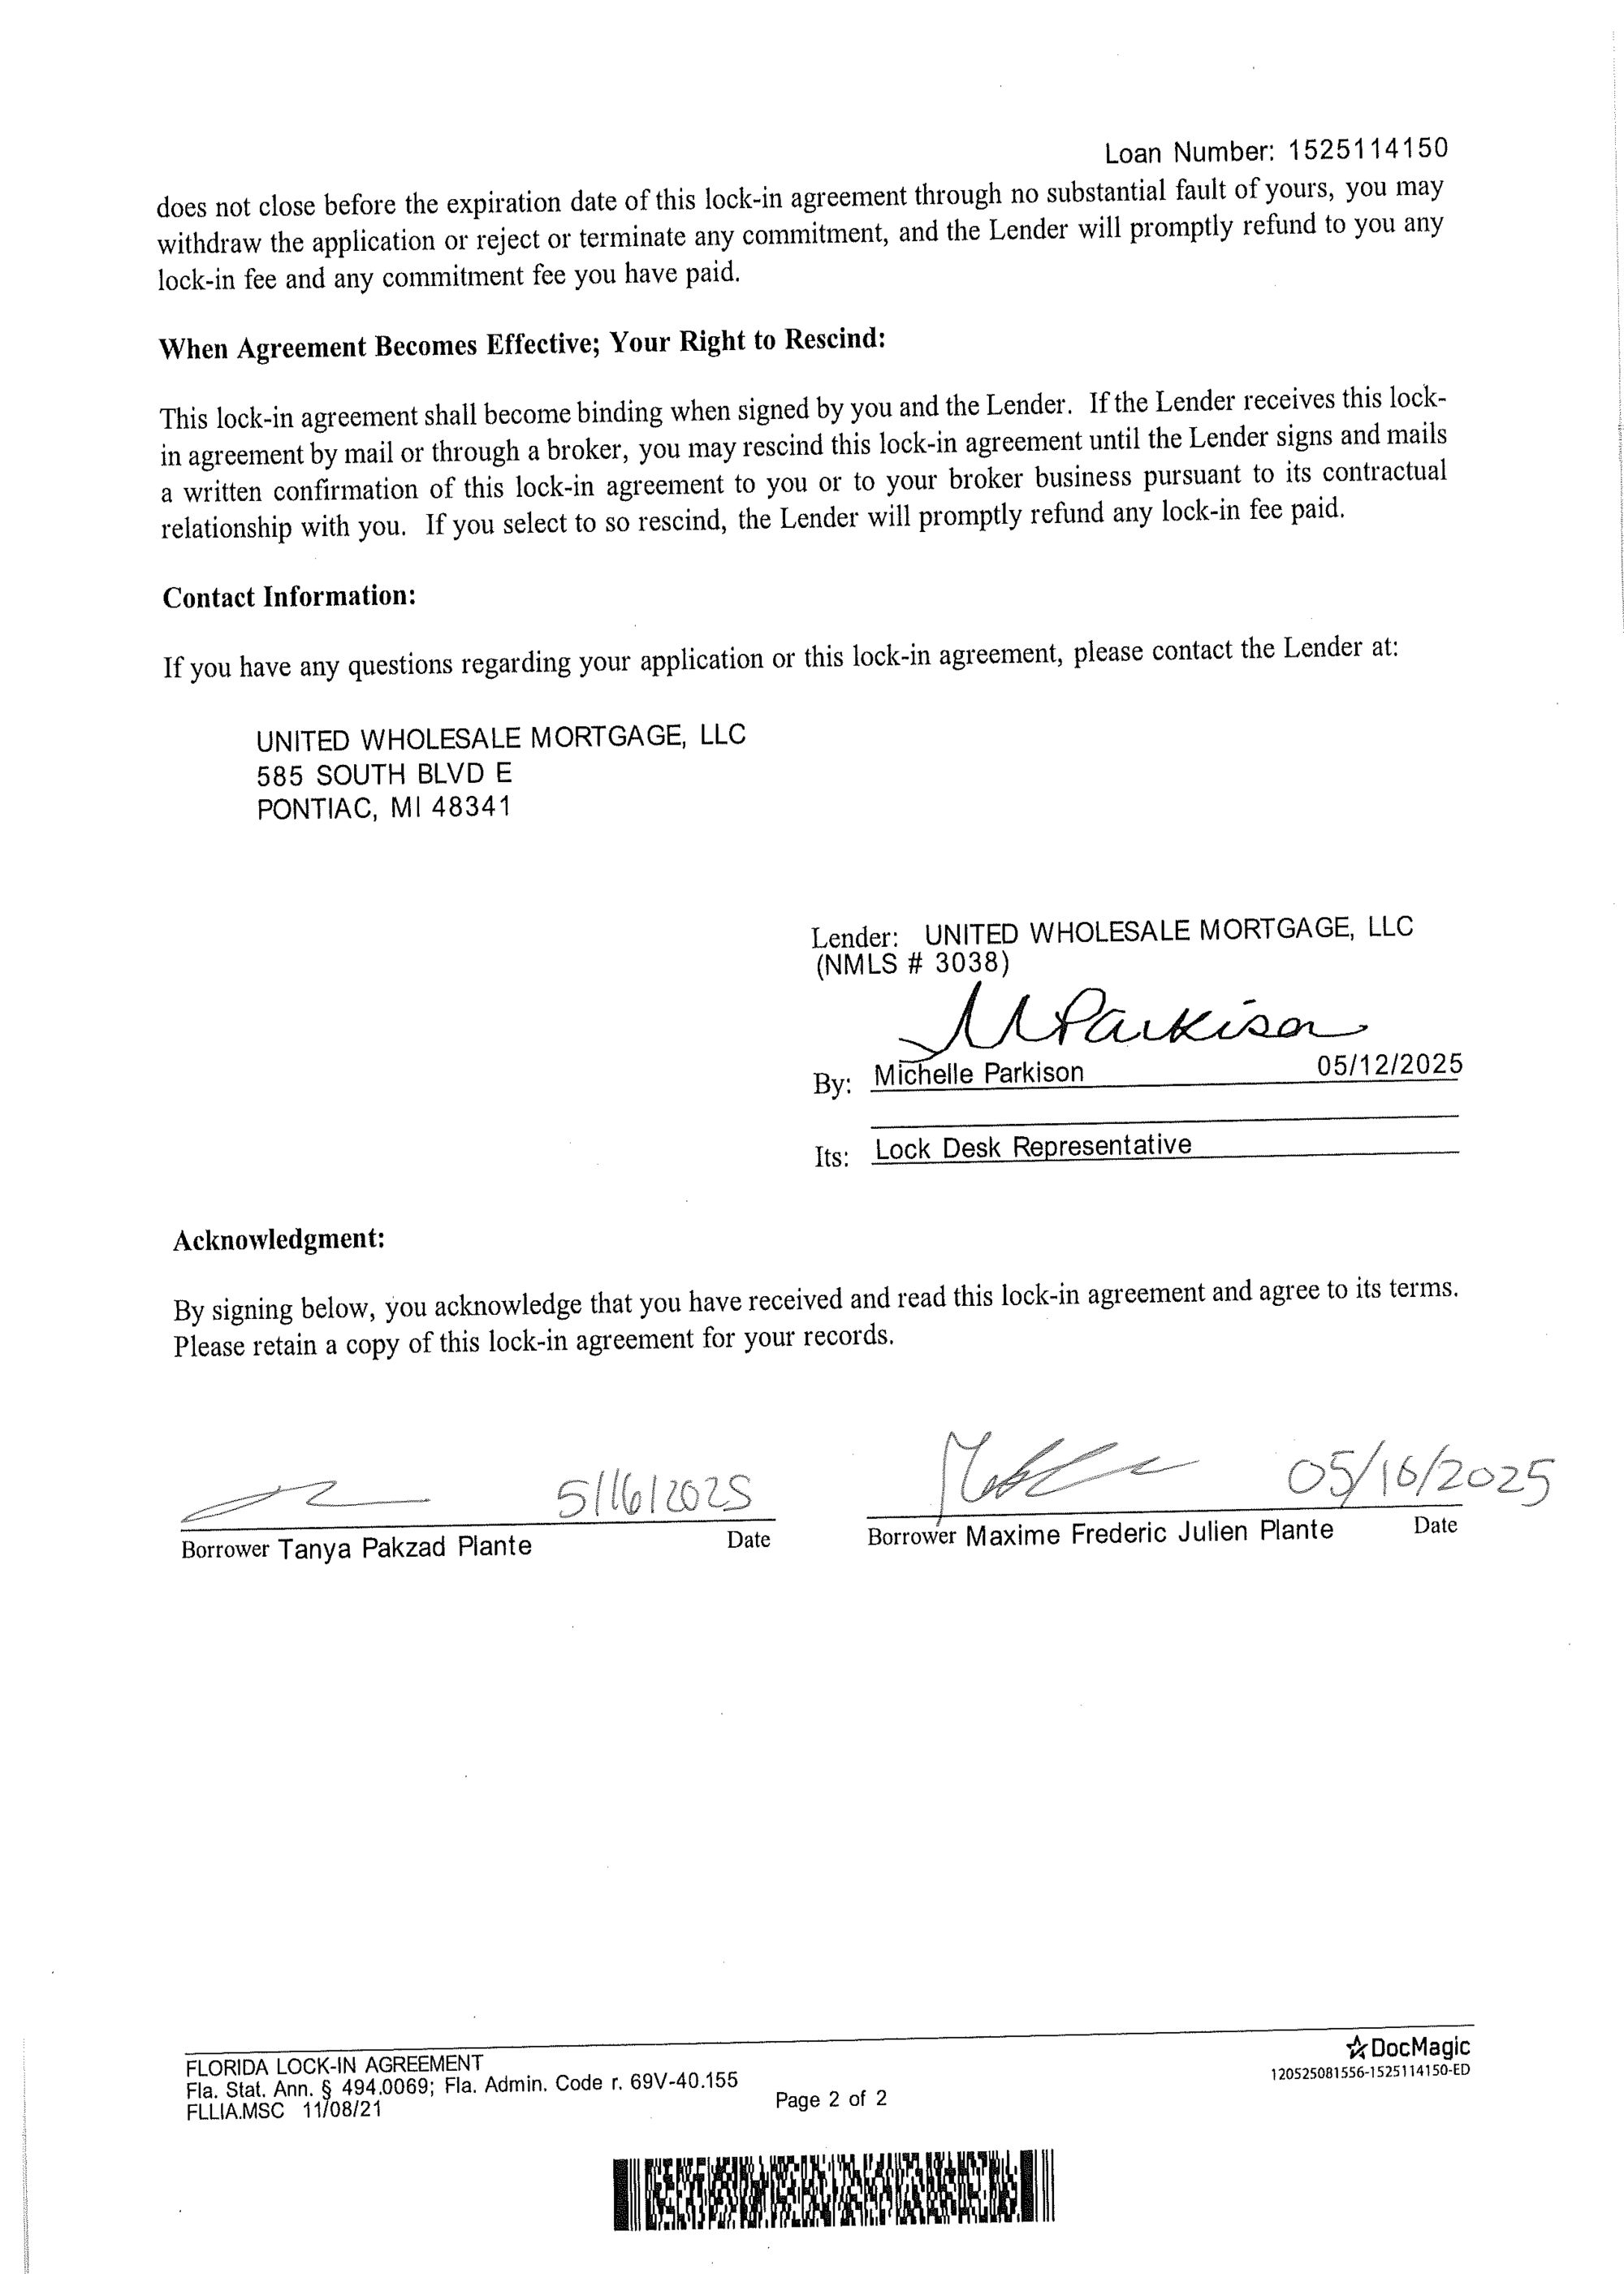 Loan Number: 1525114150
does not close before the expiration date of this lock-in agreement through no substantial fault of yours, you may
withdraw the application or reject or terminate any commitment, and the Lender will promptly refund to you any
lock-in fee and any commitment fee you have paid.
When Agreement Becomes Effective; Your Right to Rescind:
This lock-in agreement shall become binding when signed by you and the Lender. If the Lender receives this lock-
in agreement by mail or through a broker, you may rescind this lock-in agreement until the Lender signs and mails
a written confirmation of this lock-in agreement to you or to your broker business pursuant to its contractual
relationship with you. If you select to so rescind, the Lender will promptly refund any lock-in fee paid.
Contact Information:
If you have any questions regarding your application or this lock-in agreement, please contact the Lender at:
UNITED WHOLESALE MORTGAGE, LLC
585 SOUTH BLVD E
PONTIAC, MI 48341
Lender: UNITED WHOLESALE MORTGAGE, LLC
(NMLS # 3038)
MParkison
By: Michelle Parkison 05/12/2025
Its: Lock Desk Representative
Acknowledgment:
By signing below, you acknowledge that you have received and read this lock-in agreement and agree to its terms.
Please retain a copy of this lock-in agreement for your records.
5/16/2025 05/16/2025
Borrower Tanya Pakzad Plante Date Borrower Maxime Frederic Julien Plante Date
FLORIDA LOCK-IN AGREEMENT
Fla. Stat. Ann. § 494.0069; Fla. Admin. Code r. 69V-40.155
FLLIA.MSC 11/08/21
Page 2 of 2
DocMagic
120525081556-1525114150-ED